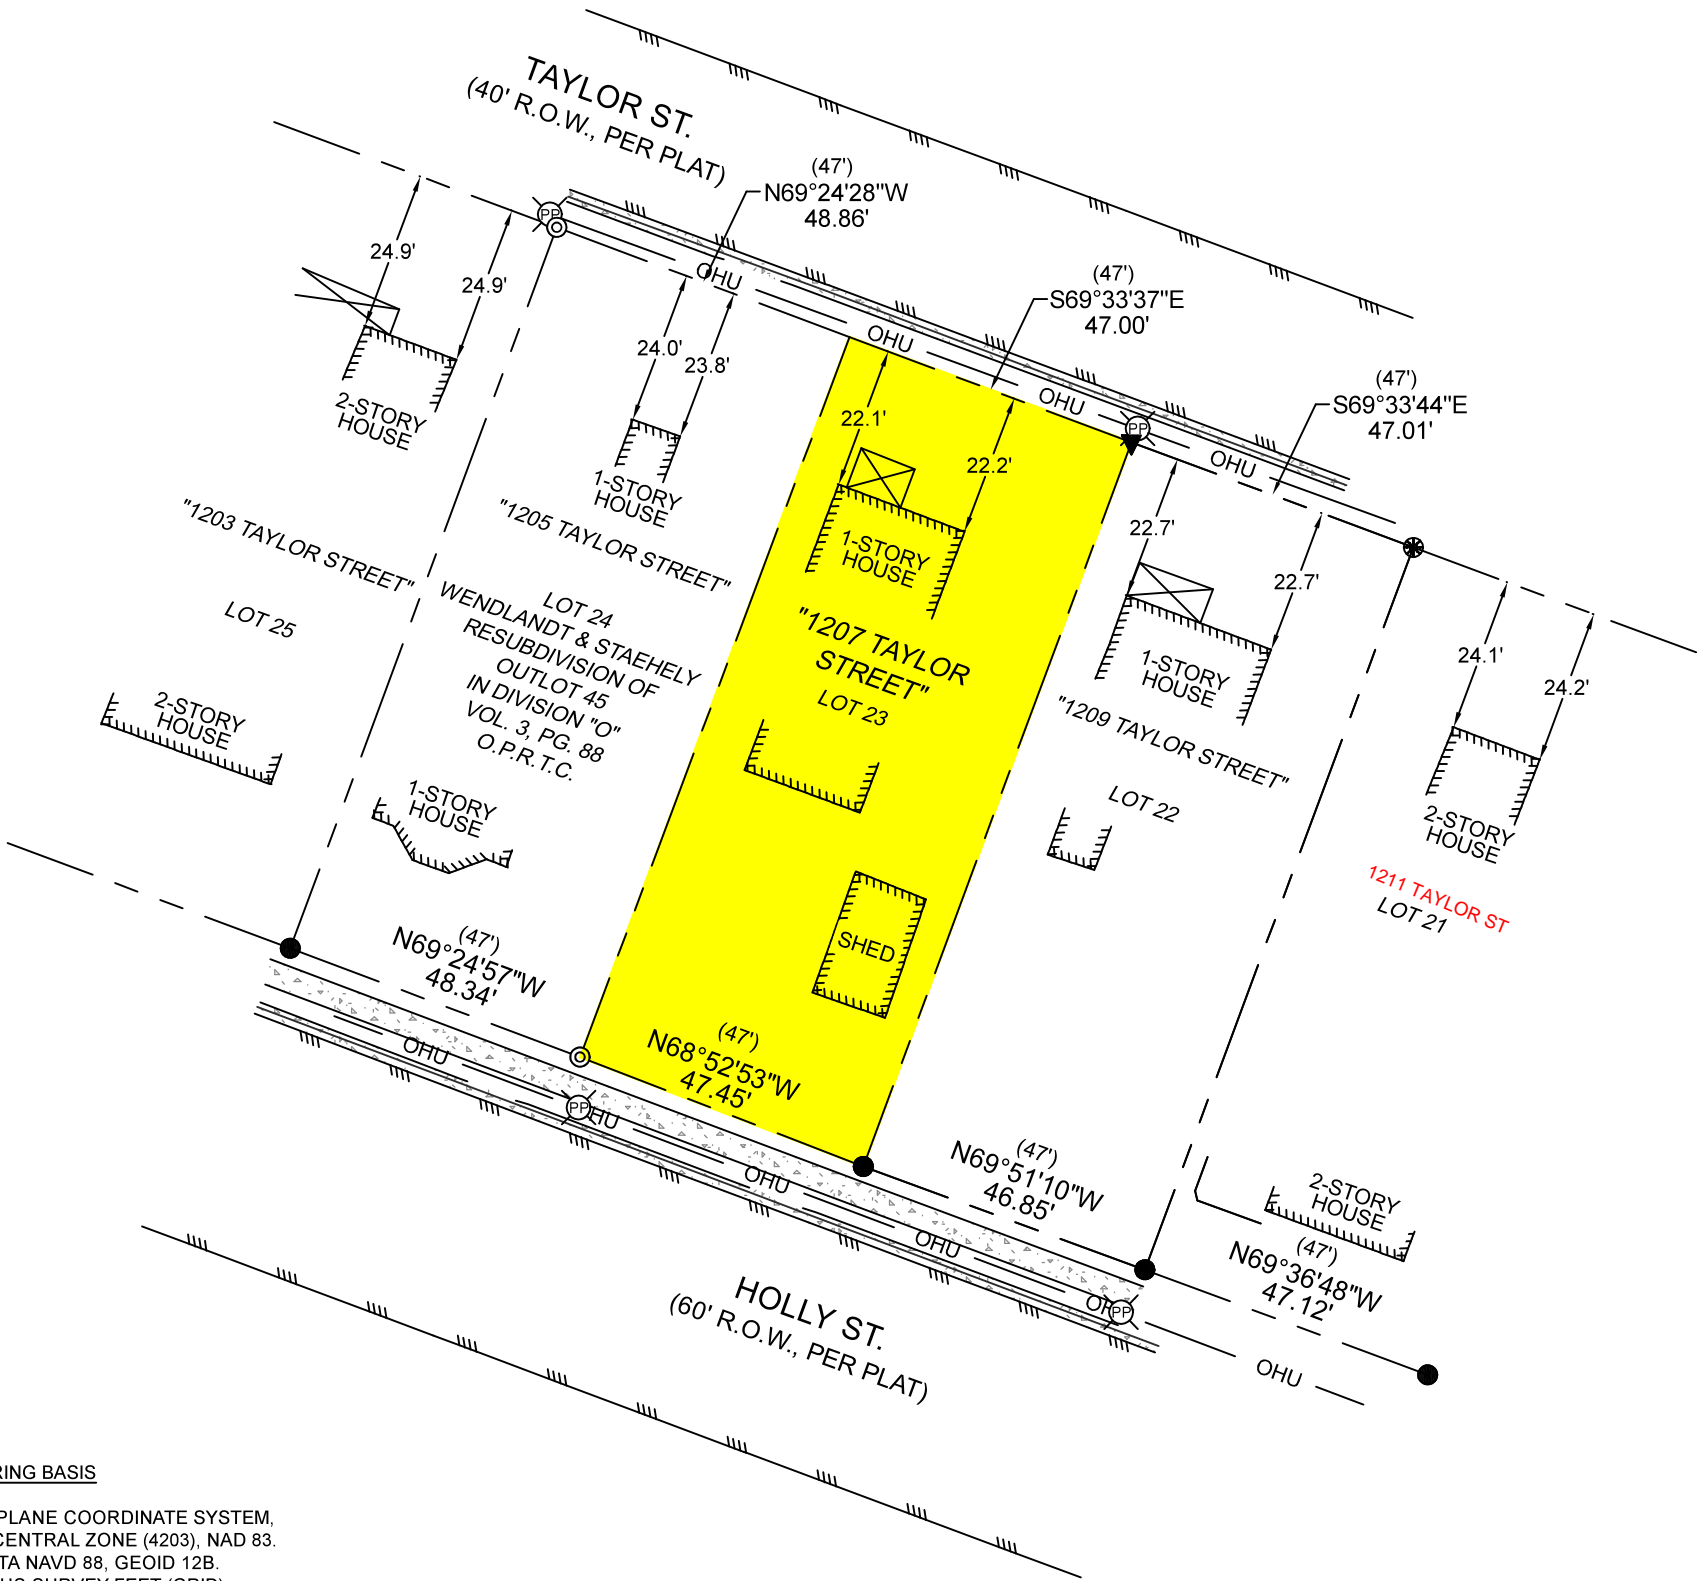 TAYLOR ST.
(40' R.O.W., PER PLAT)
(47')
N69°24'28"W
48.86'
(47')
S69°33'37"E
47.00'
(47')
S69°33'44"E
47.01'
PP
OHU
OHU
OHU
PP
OHU
24.9'
24.9'
24.0'
23.8'
22.1'
22.2'
22.7'
22.7'
24.1'
24.2'
2-STORY
HOUSE
1-STORY
HOUSE
1-STORY
HOUSE
1-STORY
HOUSE
2-STORY
HOUSE
"1203 TAYLOR STREET"
LOT 25
"1205 TAYLOR STREET"
LOT 24
WENDLANDT & STAEHELY
RESUBDIVISION OF
OUTLOT 45
IN DIVISION "O"
VOL. 3, PG. 88
O.P.R.T.C.
"1207 TAYLOR
STREET"
LOT 23
"1209 TAYLOR STREET"
LOT 22
1211 TAYLOR ST
LOT 21
2-STORY
HOUSE
1-STORY
HOUSE
SHED
2-STORY
HOUSE
(47')
N69°24'57"W
48.34'
(47')
N68°52'53"W
47.45'
(47')
N69°51'10"W
46.85'
(47')
N69°36'48"W
47.12'
OHU
PP
HU
OHU
OHU
OH
PP
OHU
HOLLY ST.
(60' R.O.W., PER PLAT)
RING BASIS
PLANE COORDINATE SYSTEM,
CENTRAL ZONE (4203), NAD 83.
TA NAVD 88, GEOID 12B.